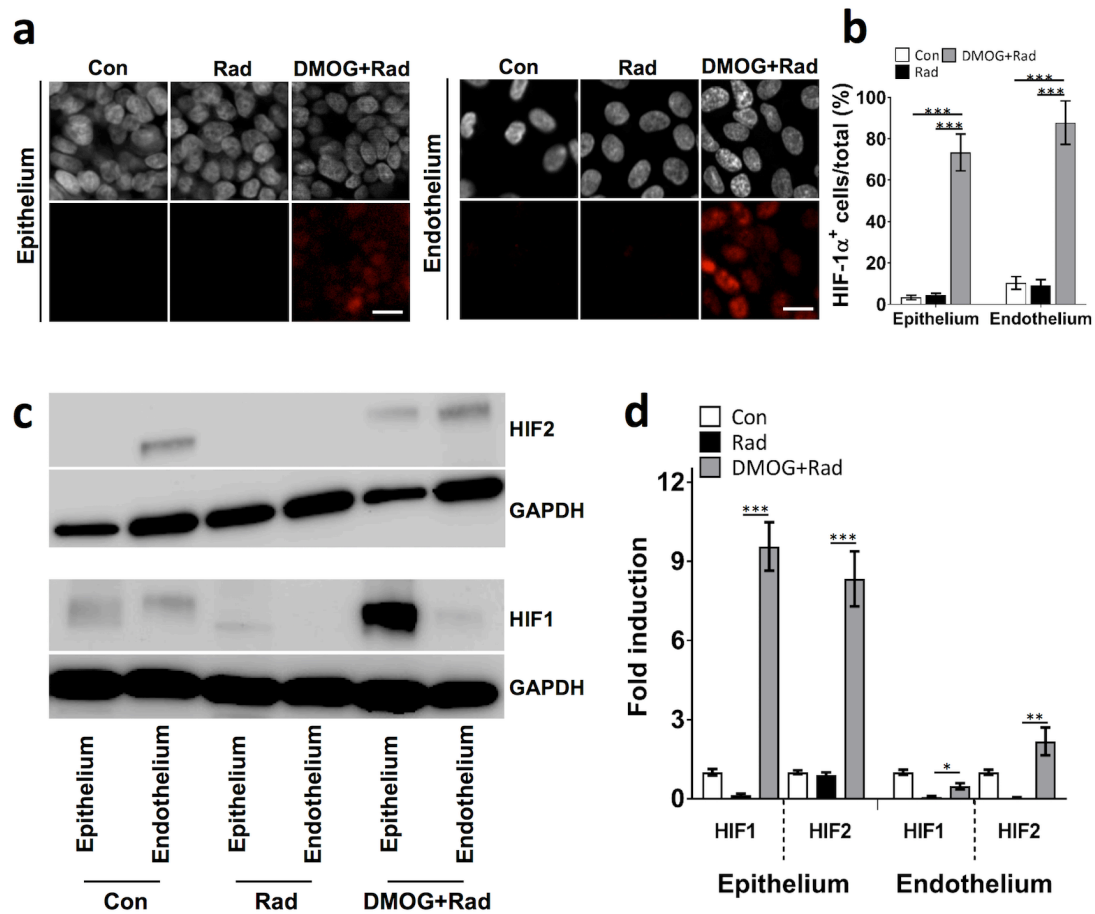 a
Con Rad DMOG+Rad
Epithelium
Con Rad DMOG+Rad
Endothelium
b
Con DMOG+Rad
Rad
HIF-1α⁺ cells/total (%)
100
80
60
40
20
0
*** ***
*** ***
Epithelium Endothelium
c
HIF2
GAPDH
HIF1
GAPDH
Epithelium Endothelium Epithelium Endothelium Epithelium Endothelium
Con Rad DMOG+Rad
d
Con
Rad
DMOG+Rad
Fold induction
12
9
6
3
0
*** *** * **
HIF1 HIF2 HIF1 HIF2
Epithelium Endothelium